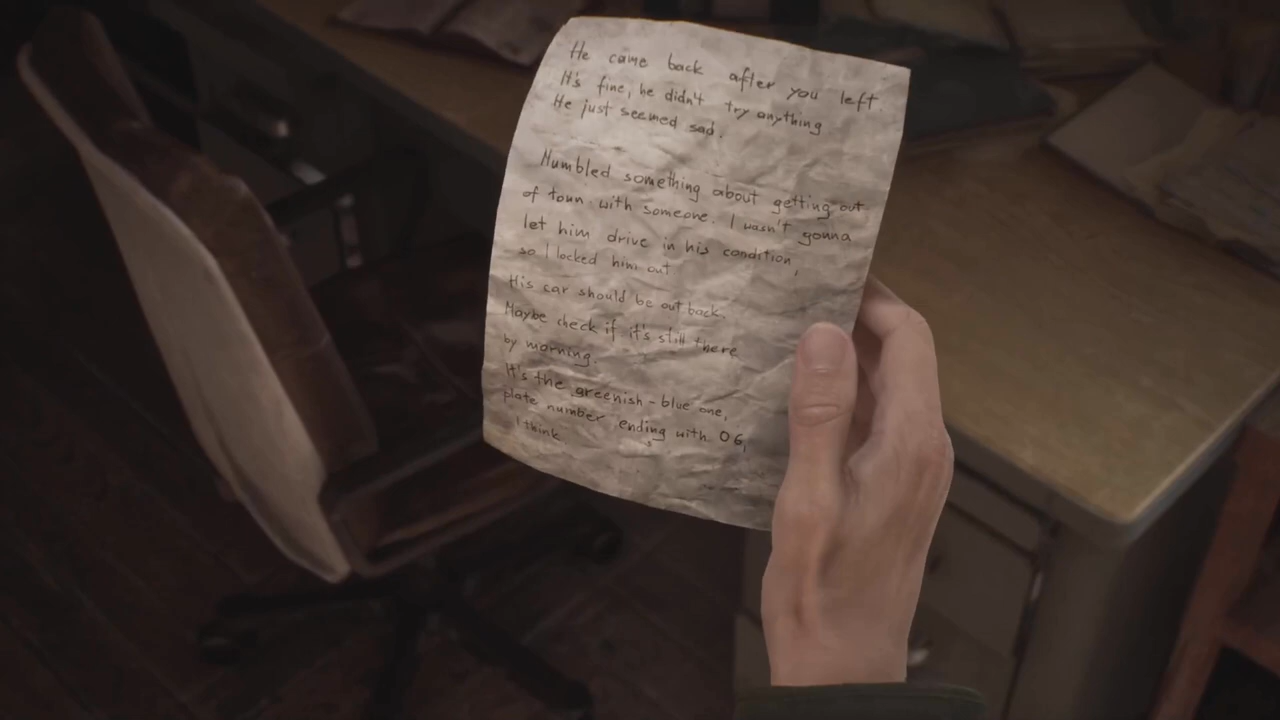 He came back after you left.
It's fine, he didn't try anything
He just seemed sad.
Mumbled something about getting out
of town with someone. I wasn't gonna
let him drive in his condition,
so I locked him out
His car should be out back.
Maybe check if it's still there
by morning.
It's the greenish-blue one,
plate number ending with 06,
I think.